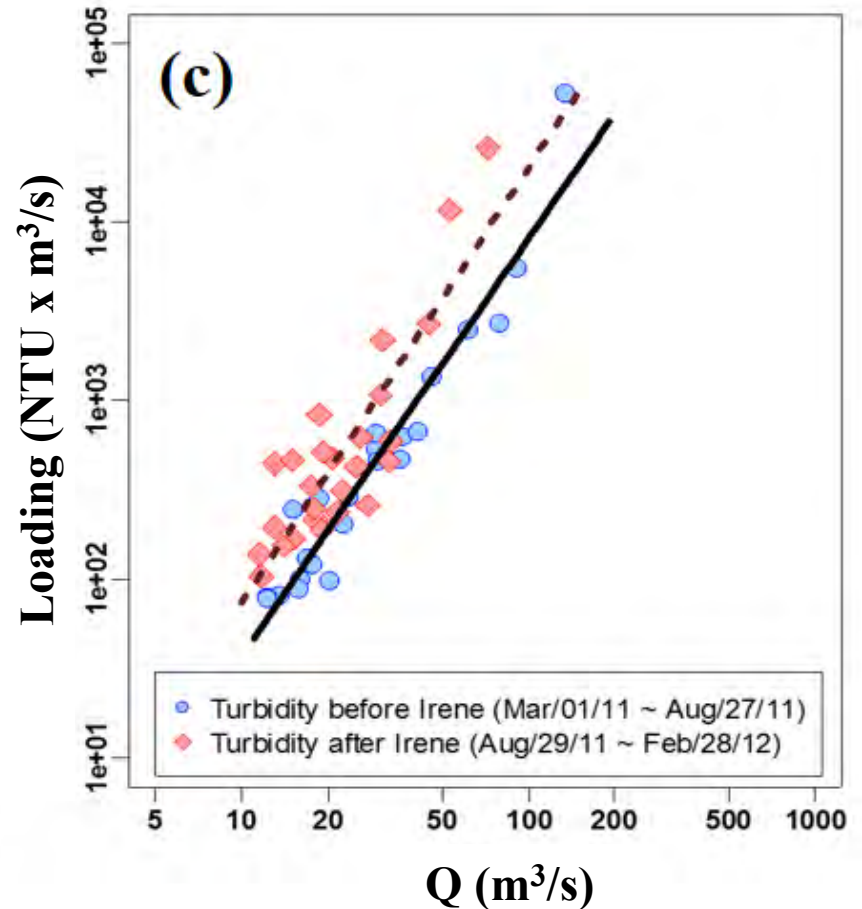 (c)
Loading (NTU x m³/s)
1e+05
1e+04
1e+03
1e+02
1e+01
Turbidity before Irene (Mar/01/11 ~ Aug/27/11)
Turbidity after Irene (Aug/29/11 ~ Feb/28/12)
5 10 20 50 100 200 500 1000
Q (m³/s)